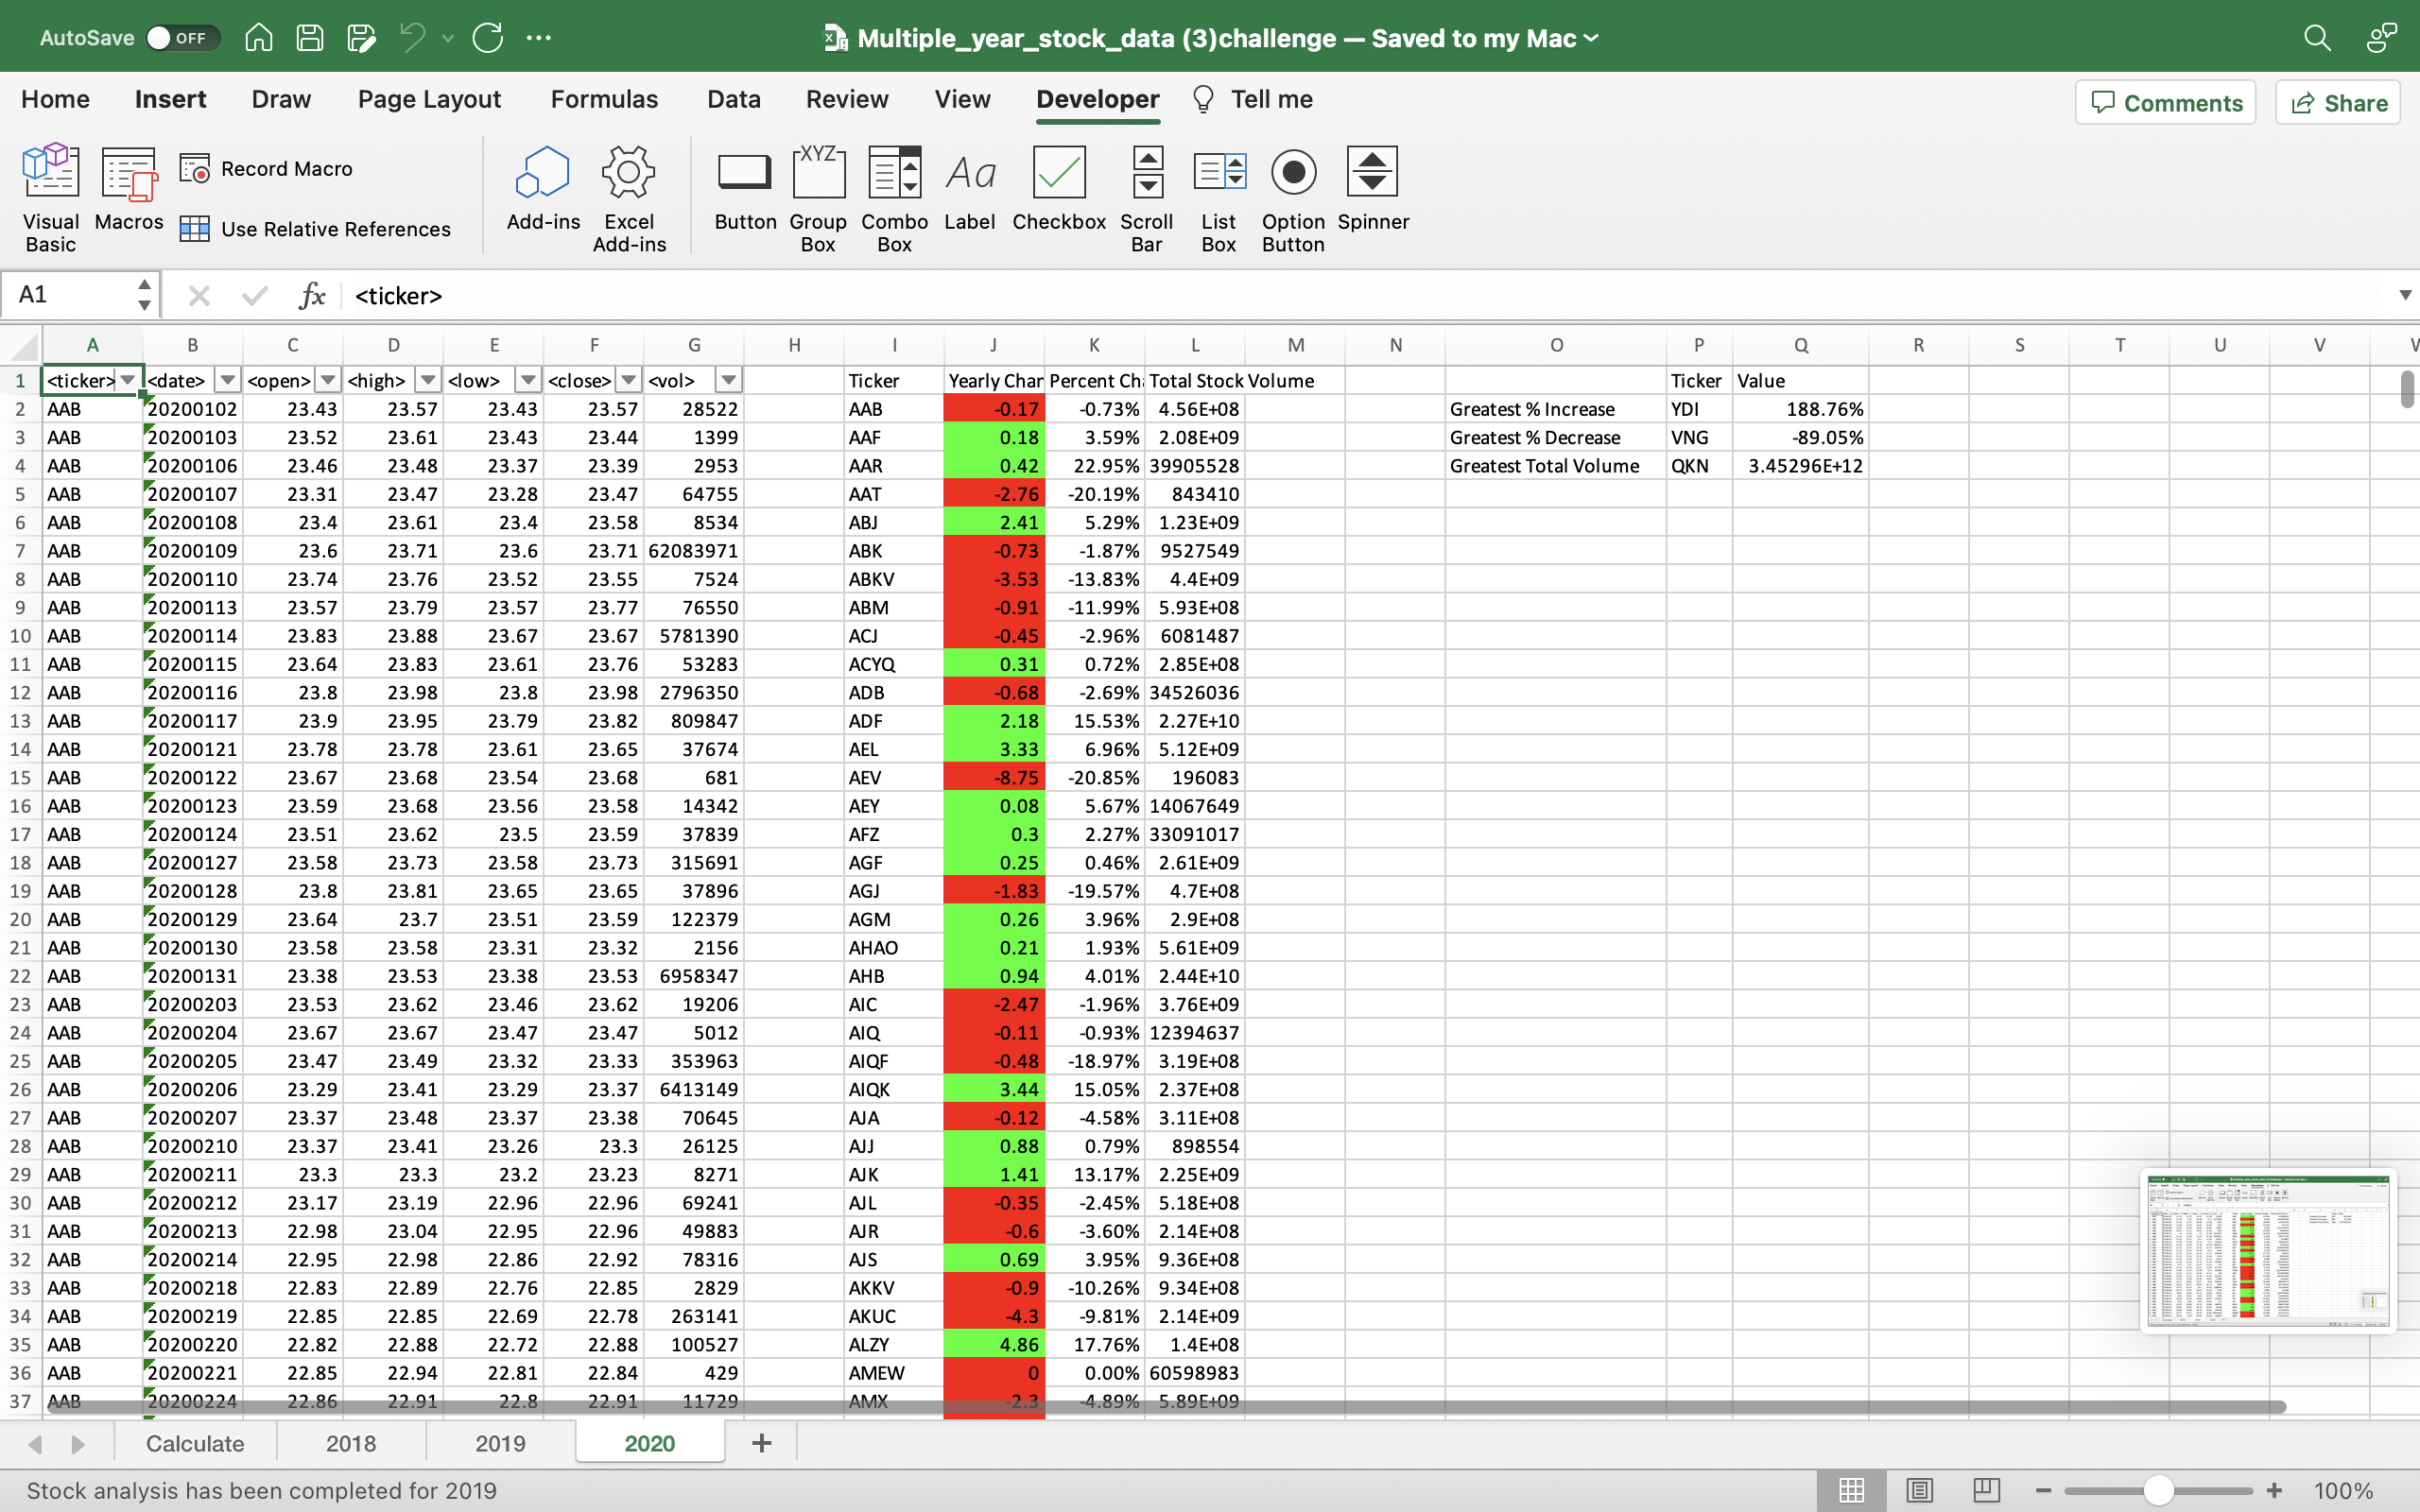 AutoSave OFF Multiple_year_stock_data (3)challenge — Saved to my Mac
Home Insert Draw Page Layout Formulas Data Review View Developer Tell me Comments Share
Visual Basic Macros Record Macro Use Relative References Add-ins Excel Add-ins Button Group Box XYZ Combo Box Aa Label Checkbox Scroll Bar List Box Option Button Spinner
A1 fx <ticker>
A B C D E F G H I J K L M N O P Q R S T U V
1 <ticker> <date> <open> <high> <low> <close> <vol> Ticker Yearly Char Percent Ch Total Stock Volume Ticker Value
2 AAB 20200102 23.43 23.57 23.43 23.57 28522 AAB -0.17 -0.73% 4.56E+08 Greatest % Increase YDI 188.76%
3 AAB 20200103 23.52 23.61 23.43 23.44 1399 AAF 0.18 3.59% 2.08E+09 Greatest % Decrease VNG -89.05%
4 AAB 20200106 23.46 23.48 23.37 23.39 2953 AAR 0.42 22.95% 39905528 Greatest Total Volume QKN 3.45296E+12
5 AAB 20200107 23.31 23.47 23.28 23.47 64755 AAT -2.76 -20.19% 843410
6 AAB 20200108 23.4 23.61 23.4 23.58 8534 ABJ 2.41 5.29% 1.23E+09
7 AAB 20200109 23.6 23.71 23.6 23.71 62083971 ABK -0.73 -1.87% 9527549
8 AAB 20200110 23.74 23.76 23.52 23.55 7524 ABKV -3.53 -13.83% 4.4E+09
9 AAB 20200113 23.57 23.79 23.57 23.77 76550 ABM -0.91 -11.99% 5.93E+08
10 AAB 20200114 23.83 23.88 23.67 23.67 5781390 ACJ -0.45 -2.96% 6081487
11 AAB 20200115 23.64 23.83 23.61 23.76 53283 ACYQ 0.31 0.72% 2.85E+08
12 AAB 20200116 23.8 23.98 23.8 23.98 2796350 ADB -0.68 -2.69% 34526036
13 AAB 20200117 23.9 23.95 23.79 23.82 809847 ADF 2.18 15.53% 2.27E+10
14 AAB 20200121 23.78 23.78 23.61 23.65 37674 AEL 3.33 6.96% 5.12E+09
15 AAB 20200122 23.67 23.68 23.54 23.68 681 AEV -8.75 -20.85% 196083
16 AAB 20200123 23.59 23.68 23.56 23.58 14342 AEY 0.08 5.67% 14067649
17 AAB 20200124 23.51 23.62 23.5 23.59 37839 AFZ 0.3 2.27% 33091017
18 AAB 20200127 23.58 23.73 23.58 23.73 315691 AGF 0.25 0.46% 2.61E+09
19 AAB 20200128 23.8 23.81 23.65 23.65 37896 AGJ -1.83 -19.57% 4.7E+08
20 AAB 20200129 23.64 23.7 23.51 23.59 122379 AGM 0.26 3.96% 2.9E+08
21 AAB 20200130 23.58 23.58 23.31 23.32 2156 AHAO 0.21 1.93% 5.61E+09
22 AAB 20200131 23.38 23.53 23.38 23.53 6958347 AHB 0.94 4.01% 2.44E+10
23 AAB 20200203 23.53 23.62 23.46 23.62 19206 AIC -2.47 -1.96% 3.76E+09
24 AAB 20200204 23.67 23.67 23.47 23.47 5012 AIQ -0.11 -0.93% 12394637
25 AAB 20200205 23.47 23.49 23.32 23.33 353963 AIQF -0.48 -18.97% 3.19E+08
26 AAB 20200206 23.29 23.41 23.29 23.37 6413149 AIQK 3.44 15.05% 2.37E+08
27 AAB 20200207 23.37 23.48 23.37 23.38 70645 AJA -0.12 -4.58% 3.11E+08
28 AAB 20200210 23.37 23.41 23.26 23.3 26125 AJJ 0.88 0.79% 898554
29 AAB 20200211 23.3 23.3 23.2 23.23 8271 AJK 1.41 13.17% 2.25E+09
30 AAB 20200212 23.17 23.19 22.96 22.96 69241 AJL -0.35 -2.45% 5.18E+08
31 AAB 20200213 22.98 23.04 22.95 22.96 49883 AJR -0.6 -3.60% 2.14E+08
32 AAB 20200214 22.95 22.98 22.86 22.92 78316 AJS 0.69 3.95% 9.36E+08
33 AAB 20200218 22.83 22.89 22.76 22.85 2829 AKKV -0.9 -10.26% 9.34E+08
34 AAB 20200219 22.85 22.85 22.69 22.78 263141 AKUC -4.3 -9.81% 2.14E+09
35 AAB 20200220 22.82 22.88 22.72 22.88 100527 ALZY 4.86 17.76% 1.4E+08
36 AAB 20200221 22.85 22.94 22.81 22.84 429 AMEW 0 0.00% 60598983
37 AAB 20200224 22.86 22.91 22.8 22.91 11729 AMX -2.3 -4.89% 5.89E+09
Calculate 2018 2019 2020 +
Stock analysis has been completed for 2019 100%